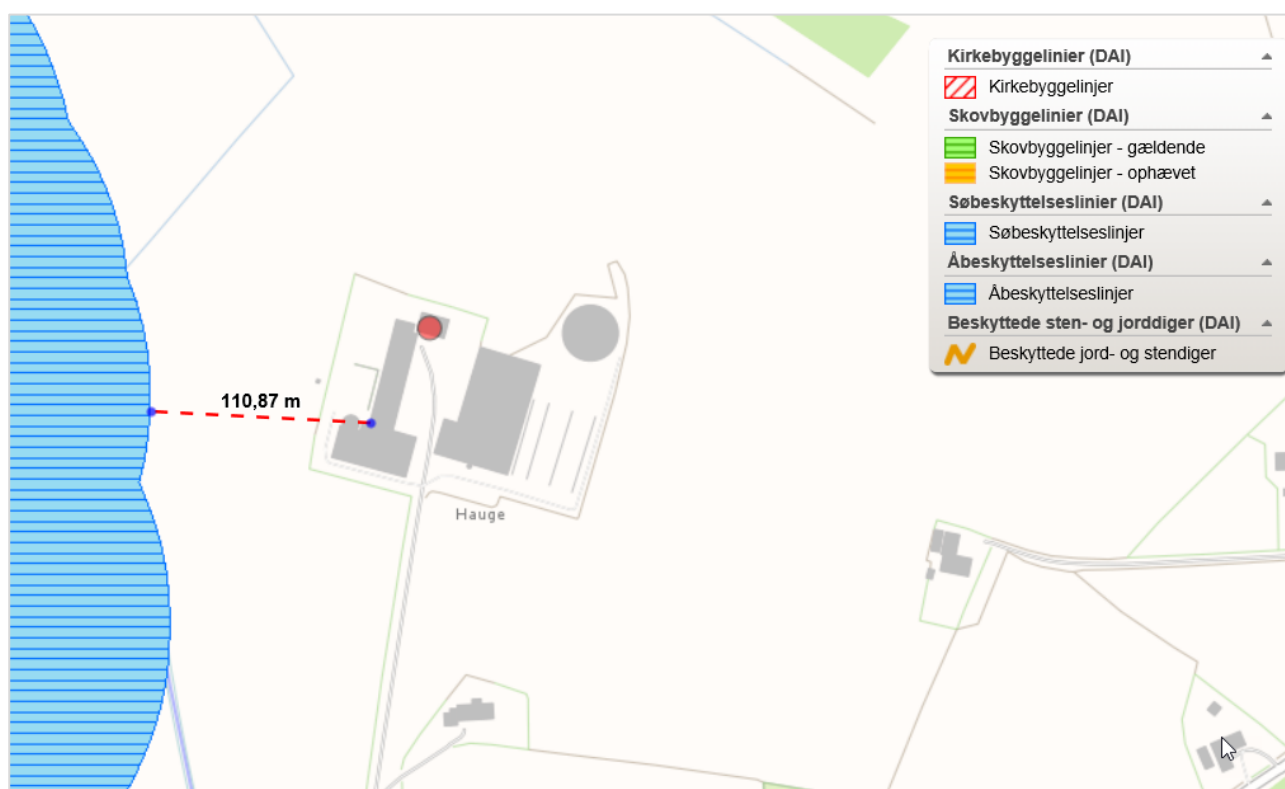 Kirkebyggelinier (DAI)
Kirkebyggelinjer
Skovbyggelinier (DAI)
Skovbyggelinjer - gældende
Skovbyggelinjer - ophævet
Søbeskyttelseslinier (DAI)
Søbeskyttelseslinjer
Åbeskyttelseslinier (DAI)
Åbeskyttelseslinjer
Beskyttede sten- og jorddiger (DAI)
Beskyttede jord- og stendiger
110,87 m
Hauge